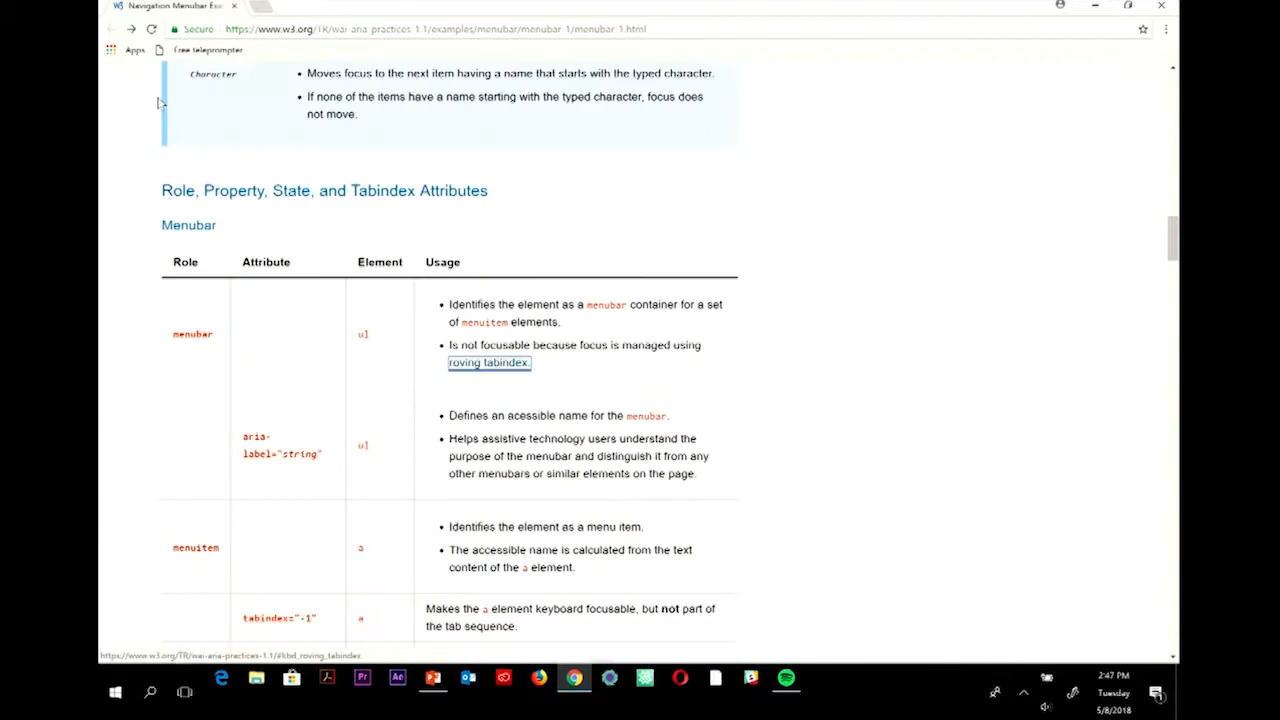 Navigation Menubar Exa
Secure
https://www.w3.org/TR/wai-aria-practices-1.1/examples/menubar/menubar-1/menubar-1.html
Apps
Free teleprompter
Character
• Moves focus to the next item having a name that starts with the typed character.
• If none of the items have a name starting with the typed character, focus does
not move.
Role, Property, State, and Tabindex Attributes
Menubar
Role Attribute Element Usage
menubar
ul
• Identifies the element as a menubar container for a set
of menuitem elements.
• Is not focusable because focus is managed using
roving tabindex.
aria-
label="string"
ul
• Defines an acessible name for the menubar.
• Helps assistive technology users understand the
purpose of the menubar and distinguish it from any
other menubars or similar elements on the page.
menuitem
a
• Identifies the element as a menu item.
• The accessible name is calculated from the text
content of the a element.
tabindex="-1"
a
Makes the a element keyboard focusable, but not part of
the tab sequence.
https://www.w3.org/TR/wai-aria-practices-1.1/#kbd_roving_tabindex
2:47 PM
Tuesday
5/8/2018